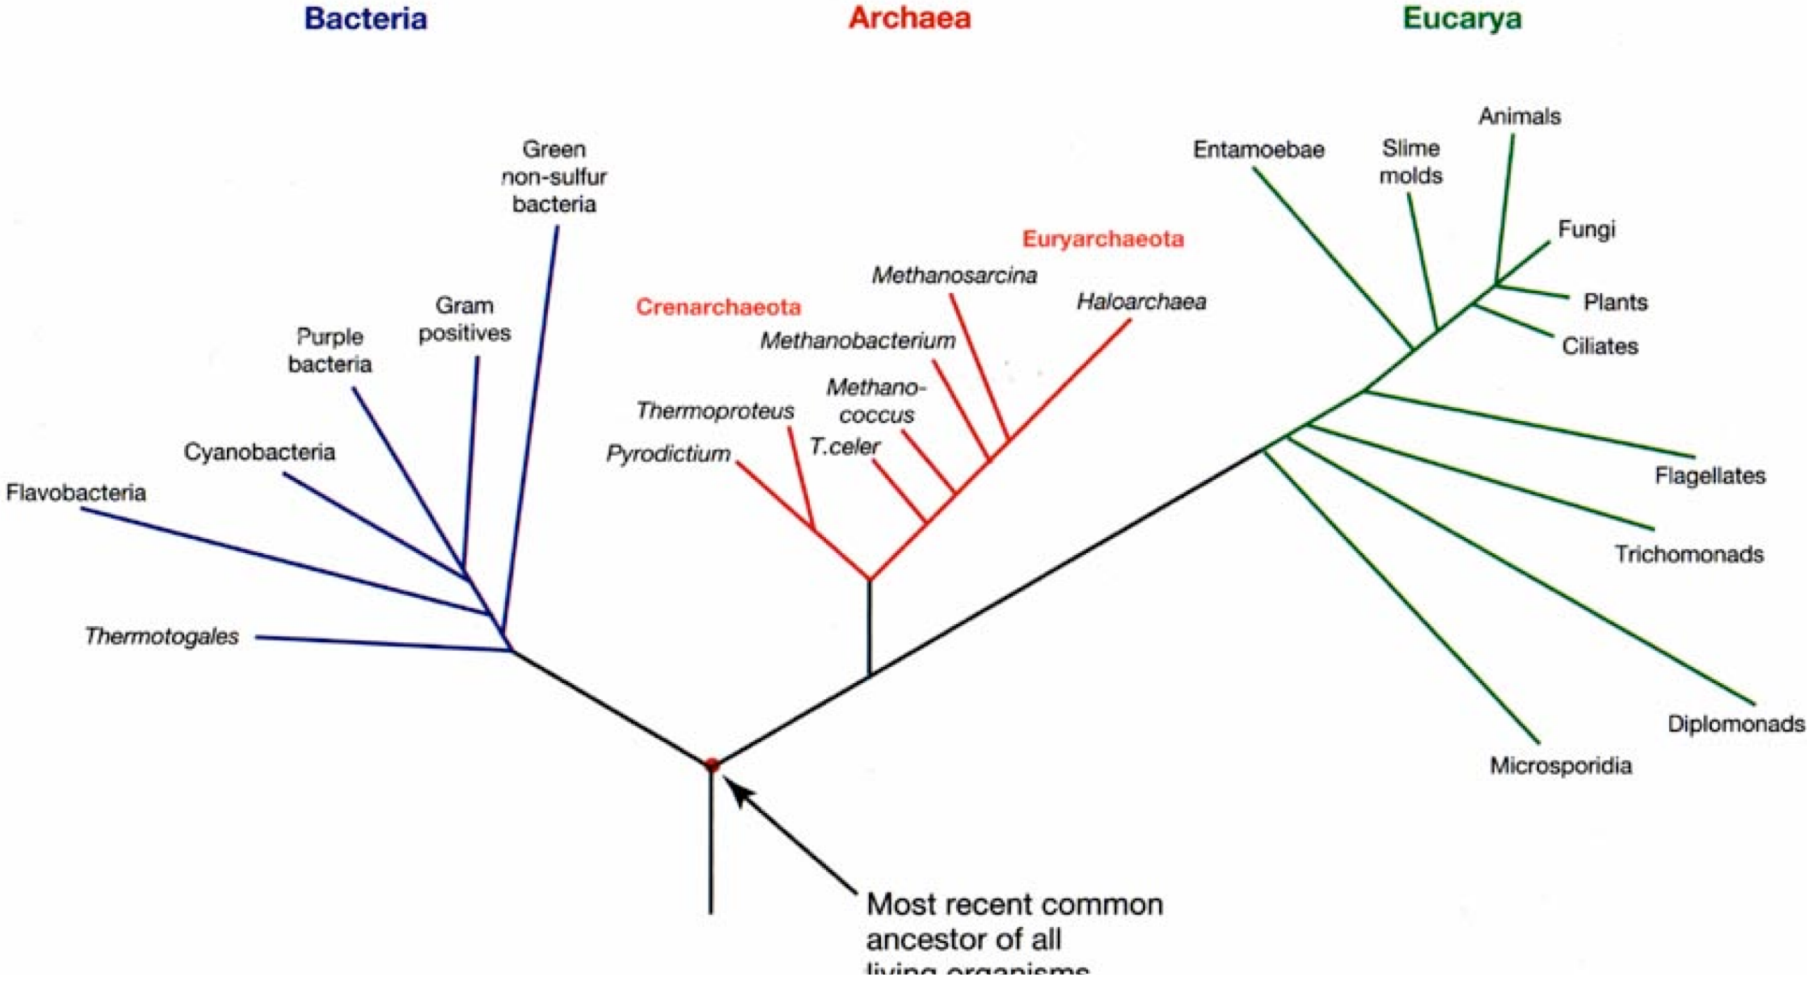 Bacteria
Archaea
Eucarya
Green
non-sulfur
bacteria
Gram
positives
Purple
bacteria
Cyanobacteria
Flavobacteria
Thermotogales
Crenarchaeota
Euryarchaeota
Methanosarcina
Haloarchaea
Methanobacterium
Methano-
coccus
Thermoproteus
T.celer
Pyrodictium
Entamoebae
Slime
molds
Animals
Fungi
Plants
Ciliates
Flagellates
Trichomonads
Diplomonads
Microsporidia
Most recent common
ancestor of all
living organisms